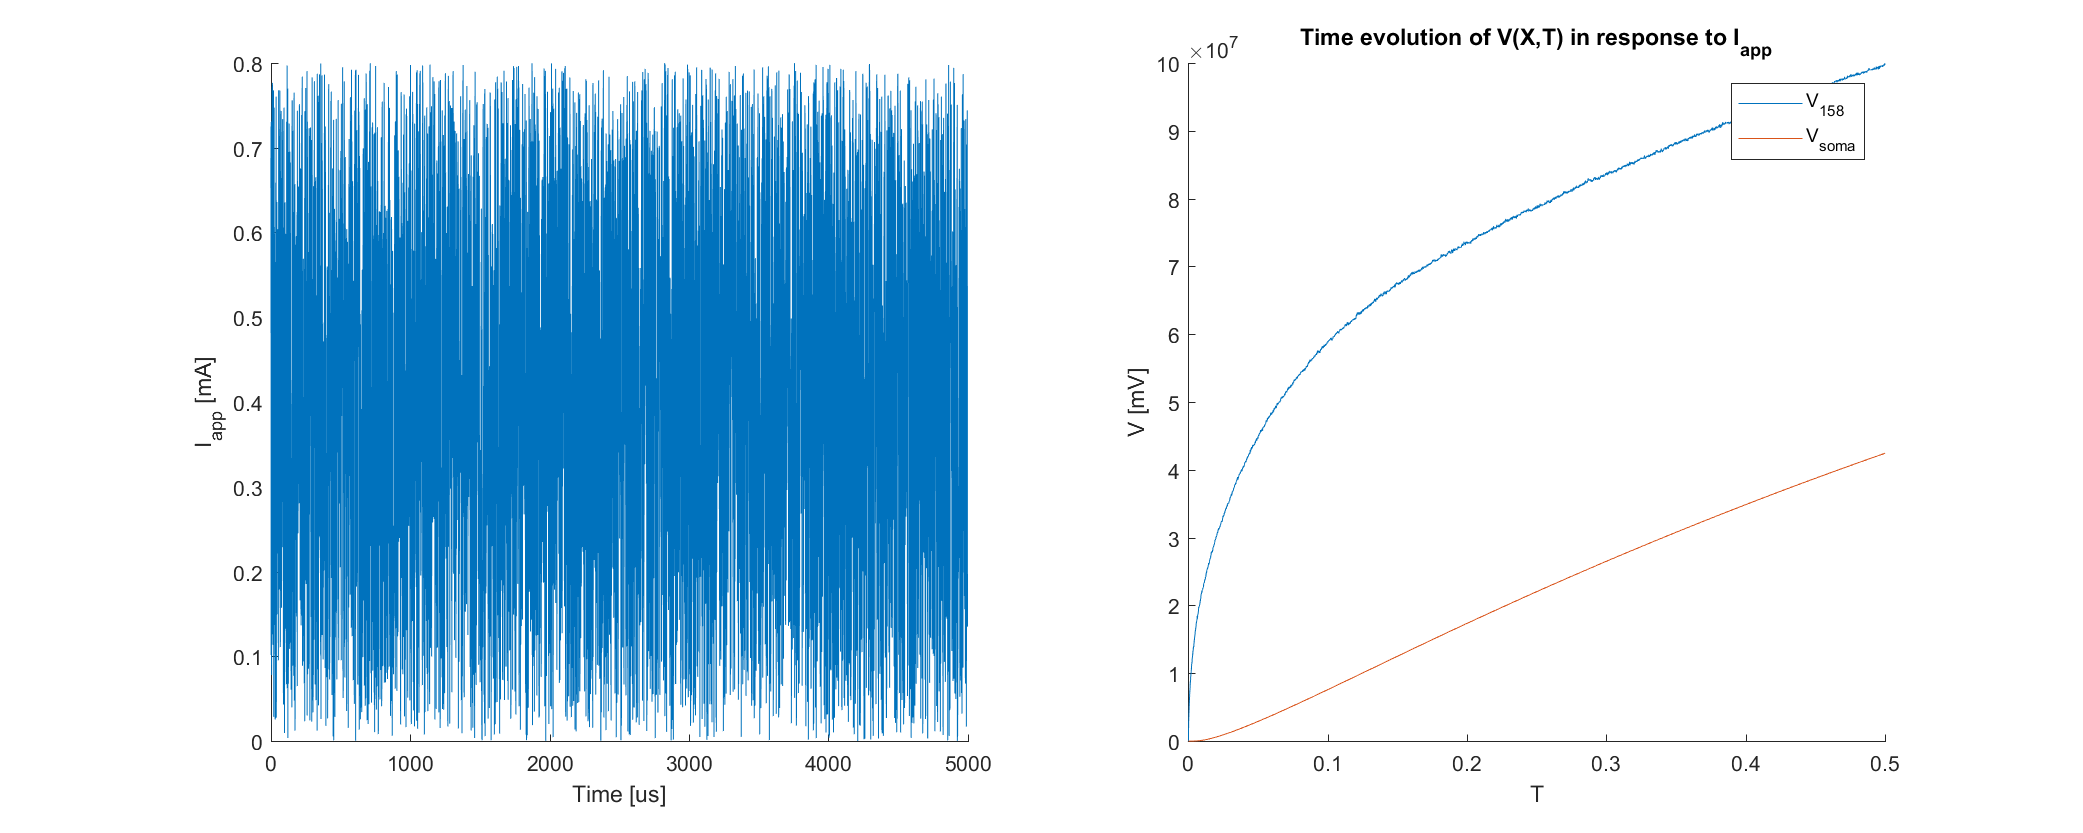 0.8
0.7
0.6
0.5
0.4
0.3
0.2
0.1
0
I_app [mA]
0 1000 2000 3000 4000 5000
Time [us]
Time evolution of V(X,T) in response to I_app
×10^7
10
9
8
7
6
5
4
3
2
1
0
V [mV]
V_158
V_soma
0 0.1 0.2 0.3 0.4 0.5
T